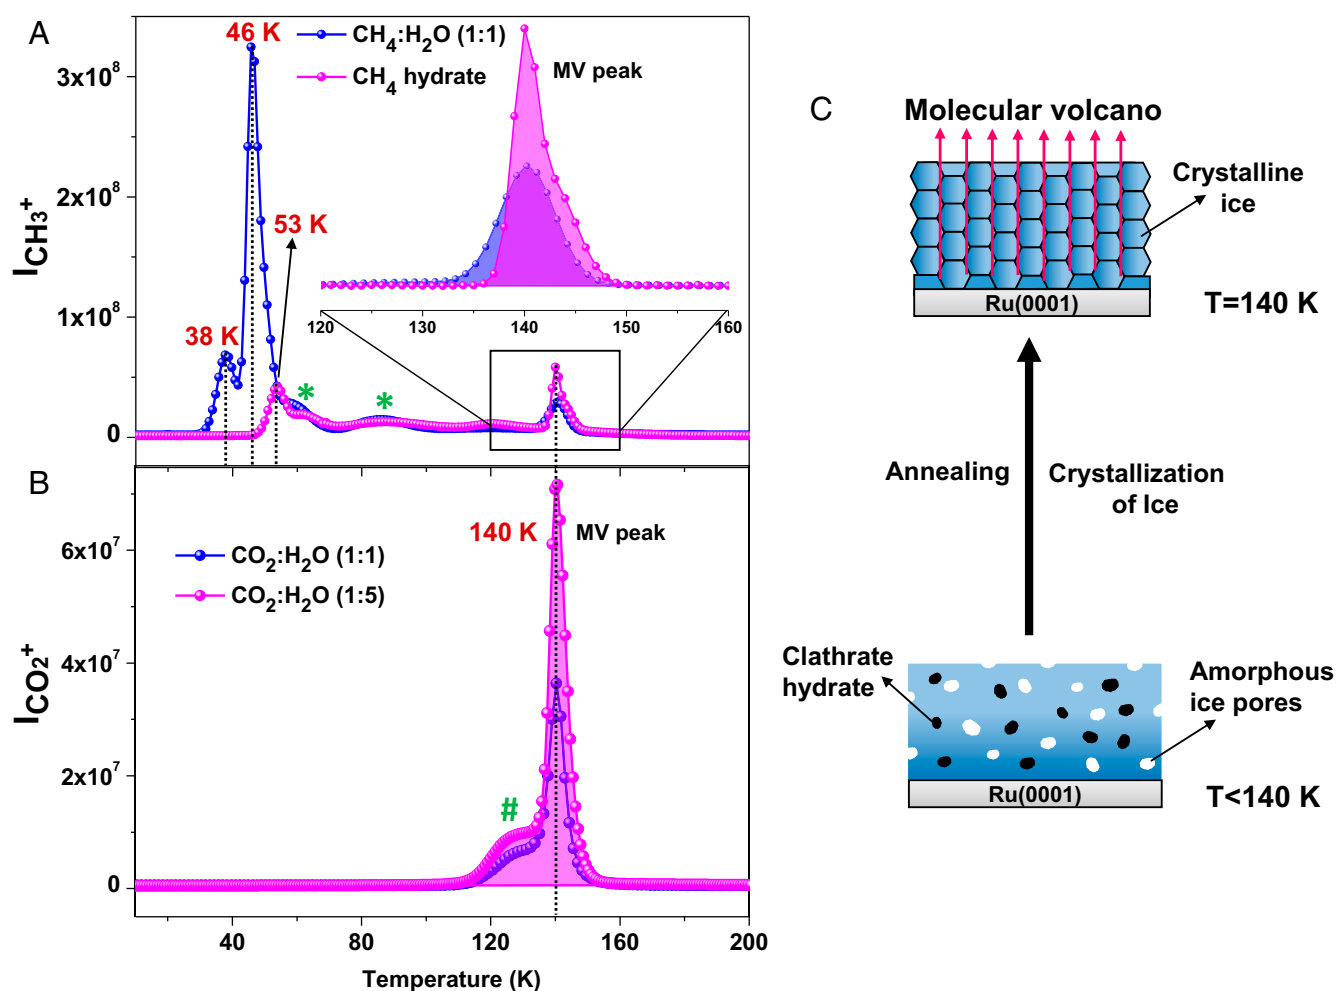 A
46 K
CH4:H2O (1:1)
CH4 hydrate
MV peak
3x10^8
2x10^8
1x10^8
0
ICH3+
38 K
53 K
*
*
120
130
140
150
160
B
140 K
MV peak
CO2:H2O (1:1)
CO2:H2O (1:5)
#
6x10^7
4x10^7
2x10^7
0
ICO2+
40
80
120
160
200
Temperature (K)
C
Molecular volcano
Crystalline
ice
Ru(0001)
T=140 K
Annealing
Crystallization
of Ice
Clathrate
hydrate
Amorphous
ice pores
Ru(0001)
T<140 K